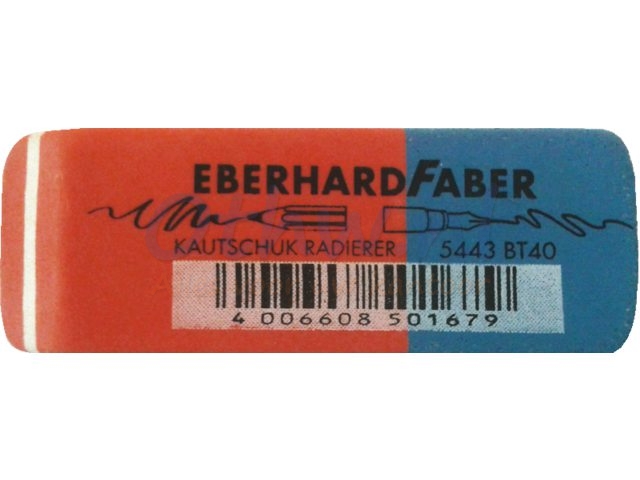 EBERHARDFABER
KAUTSCHUK RADIERER 5443 BT40
4 006608 501679